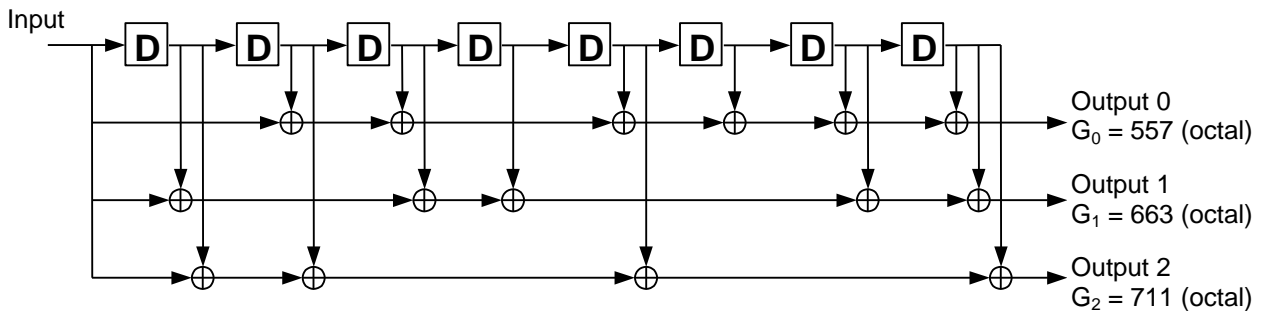 Input
D D D D D D D D
Output 0
G₀ = 557 (octal)
Output 1
G₁ = 663 (octal)
Output 2
G₂ = 711 (octal)